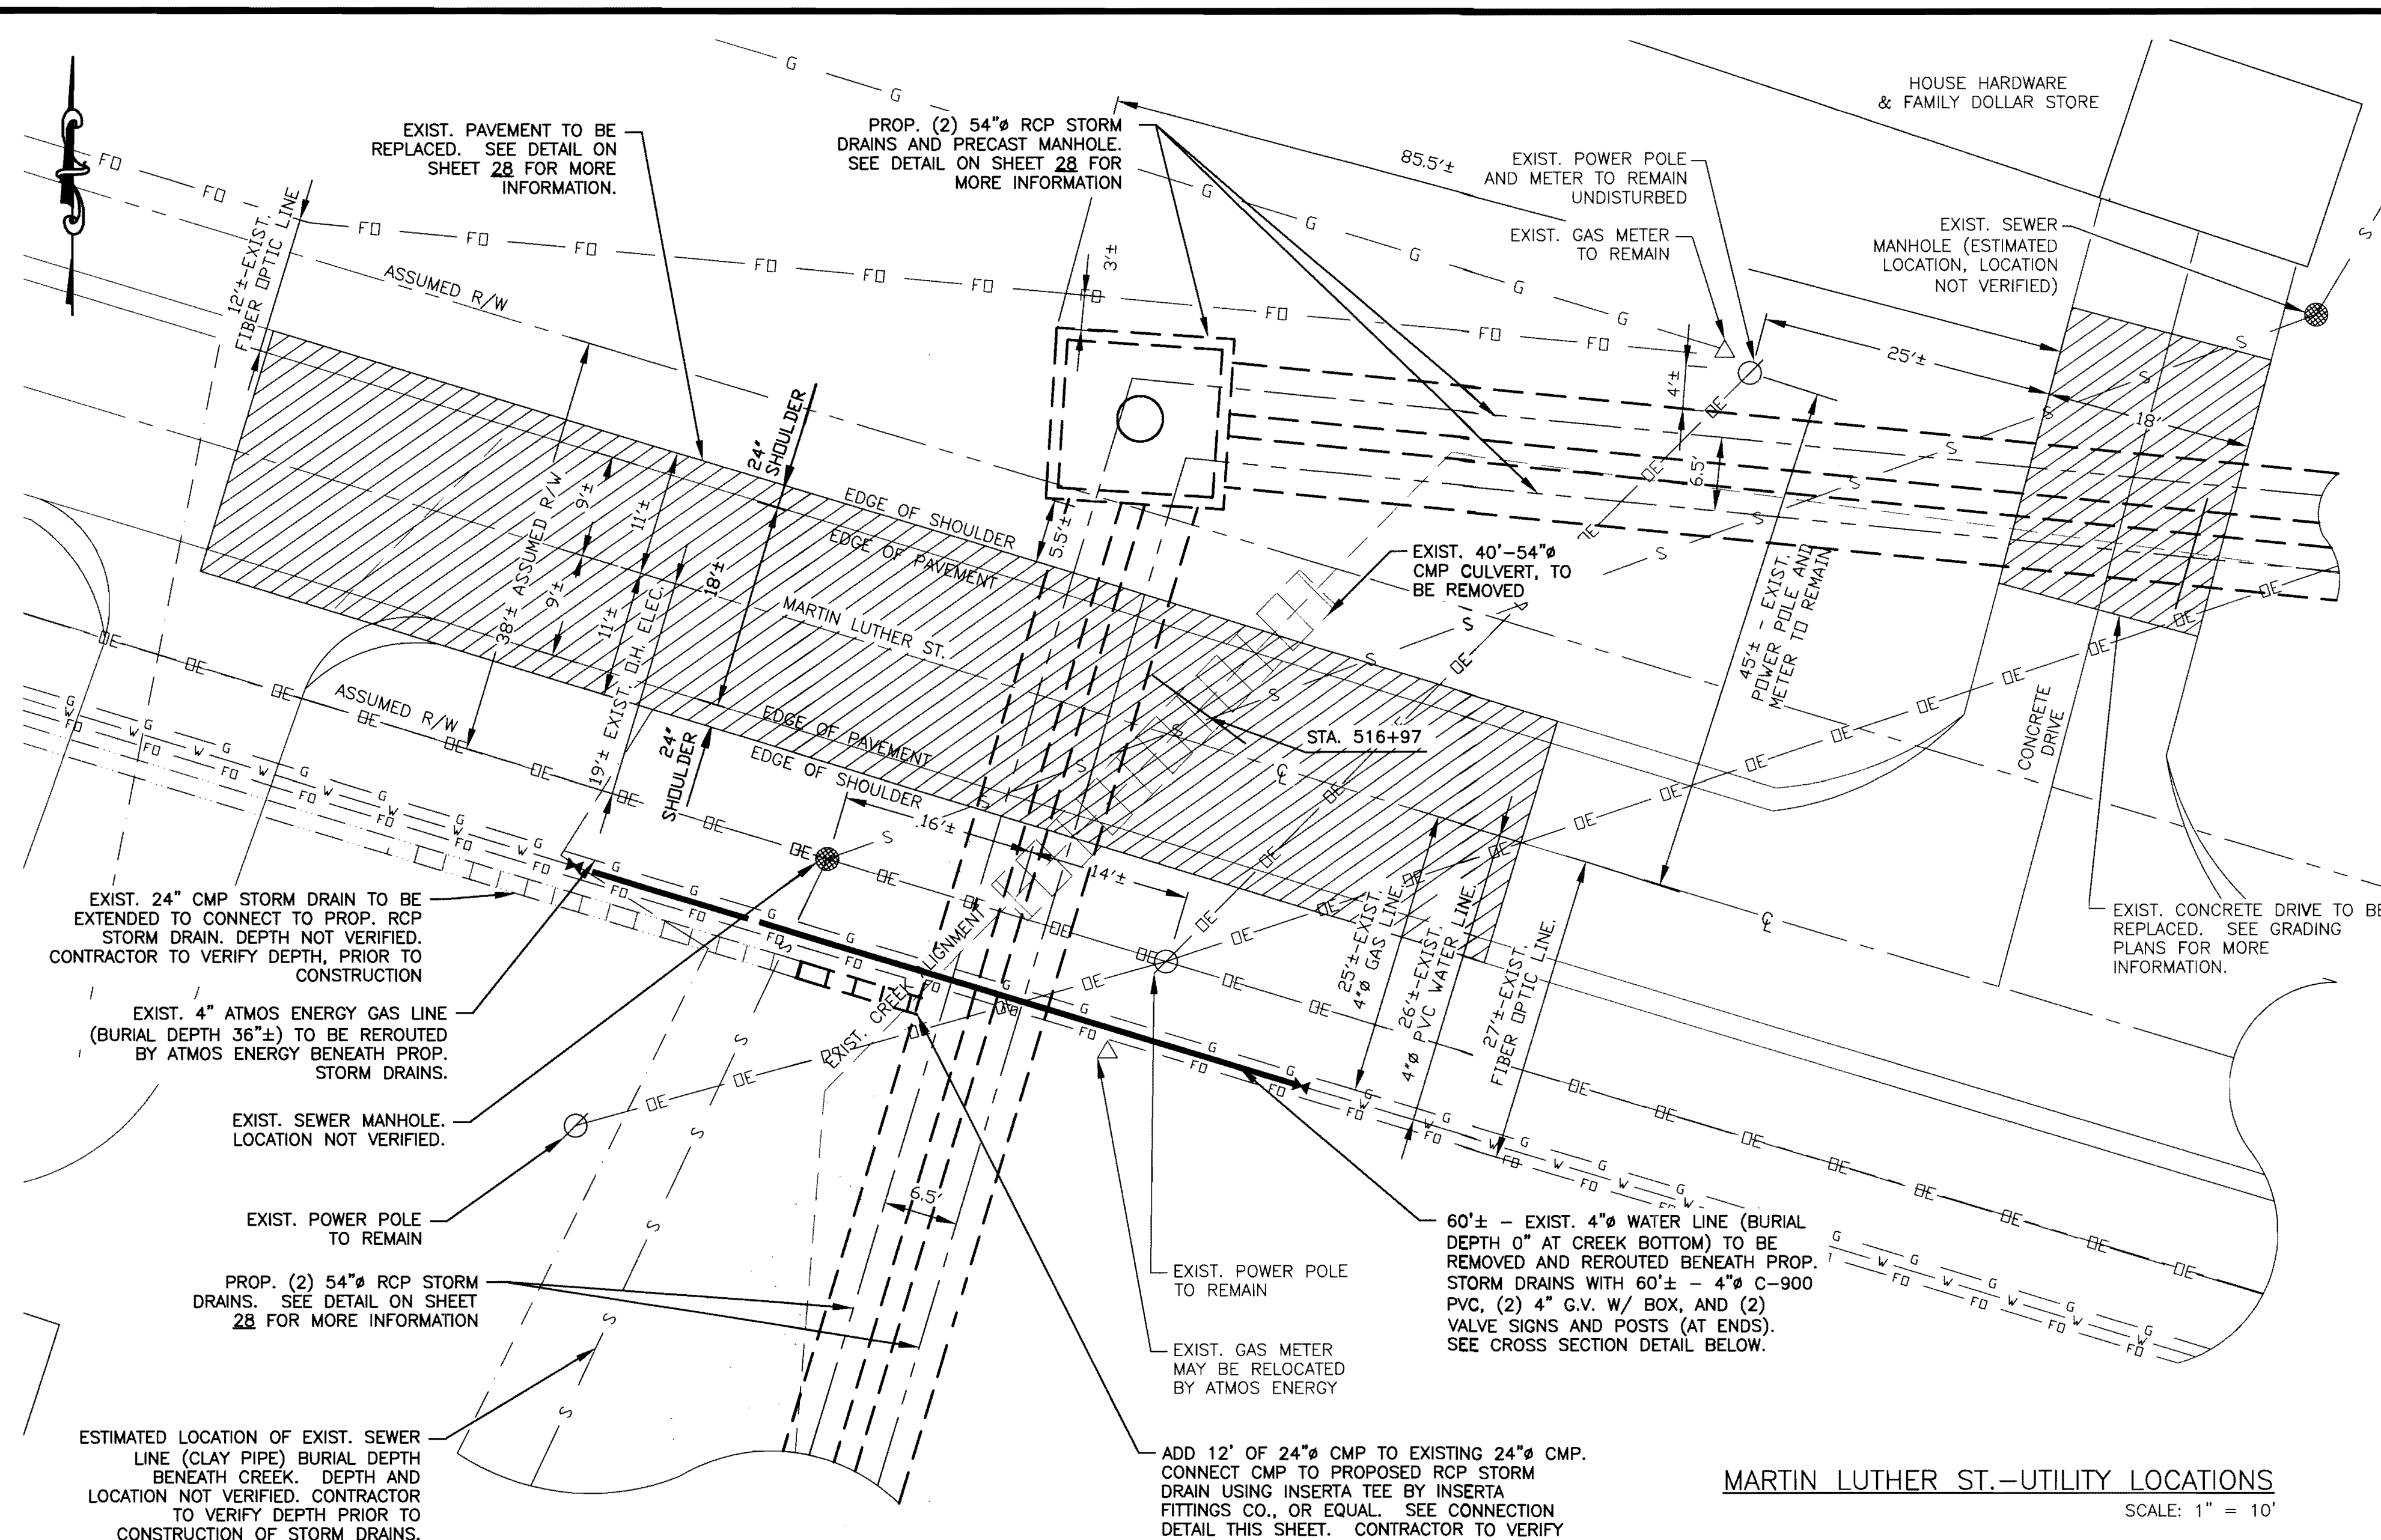 HOUSE HARDWARE
& FAMILY DOLLAR STORE
EXIST. PAVEMENT TO BE
REPLACED. SEE DETAIL ON
SHEET 28 FOR MORE
INFORMATION.
PROP. (2) 54"ø RCP STORM
DRAINS AND PRECAST MANHOLE.
SEE DETAIL ON SHEET 28 FOR
MORE INFORMATION
85.5'±
EXIST. POWER POLE
AND METER TO REMAIN
UNDISTURBED
EXIST. GAS METER
TO REMAIN
EXIST. SEWER
MANHOLE (ESTIMATED
LOCATION, LOCATION
NOT VERIFIED)
12'±-EXIST.
FIBER OPTIC LINE
ASSUMED R/W
3'±
25'±
4'±
18'
6.5'
24"
SHOULDER
EDGE OF SHOULDER
EDGE OF PAVEMENT
5.5'±
9'±
11'±
38'± ASSUMED R/W
9'±
11'±
18'±
19'± EXIST. O.H. ELEC.
MARTIN LUTHER ST.
EXIST. 40'-54"ø
CMP CULVERT, TO
BE REMOVED
45'± - EXIST.
POWER POLE AND
METER TO REMAIN
STA. 516+97
CONCRETE
DRIVE
ASSUMED R/W
24"
SHOULDER
EDGE OF PAVEMENT
EDGE OF SHOULDER
16'±
14'±
EXIST. 24" CMP STORM DRAIN TO BE
EXTENDED TO CONNECT TO PROP. RCP
STORM DRAIN. DEPTH NOT VERIFIED.
CONTRACTOR TO VERIFY DEPTH, PRIOR TO
CONSTRUCTION
EXIST. CREEK ALIGNMENT
25'±-EXIST.
4"ø GAS LINE.
26'±-EXIST.
4"ø PVC WATER LINE.
27'±-EXIST.
FIBER OPTIC LINE.
EXIST. CONCRETE DRIVE TO BE
REPLACED. SEE GRADING
PLANS FOR MORE
INFORMATION.
EXIST. 4" ATMOS ENERGY GAS LINE
(BURIAL DEPTH 36"±) TO BE REROUTED
BY ATMOS ENERGY BENEATH PROP.
STORM DRAINS.
EXIST. SEWER MANHOLE.
LOCATION NOT VERIFIED.
EXIST. POWER POLE
TO REMAIN
6.5'
PROP. (2) 54"ø RCP STORM
DRAINS. SEE DETAIL ON SHEET
28 FOR MORE INFORMATION
EXIST. POWER POLE
TO REMAIN
EXIST. GAS METER
MAY BE RELOCATED
BY ATMOS ENERGY
60'± - EXIST. 4"ø WATER LINE (BURIAL
DEPTH 0" AT CREEK BOTTOM) TO BE
REMOVED AND REROUTED BENEATH PROP.
STORM DRAINS WITH 60'± - 4"ø C-900
PVC, (2) 4" G.V. W/ BOX, AND (2)
VALVE SIGNS AND POSTS (AT ENDS).
SEE CROSS SECTION DETAIL BELOW.
ESTIMATED LOCATION OF EXIST. SEWER
LINE (CLAY PIPE) BURIAL DEPTH
BENEATH CREEK. DEPTH AND
LOCATION NOT VERIFIED. CONTRACTOR
TO VERIFY DEPTH PRIOR TO
CONSTRUCTION OF STORM DRAINS.
ADD 12' OF 24"ø CMP TO EXISTING 24"ø CMP.
CONNECT CMP TO PROPOSED RCP STORM
DRAIN USING INSERTA TEE BY INSERTA
FITTINGS CO., OR EQUAL. SEE CONNECTION
DETAIL THIS SHEET. CONTRACTOR TO VERIFY
MARTIN LUTHER ST.-UTILITY LOCATIONS
SCALE: 1" = 10'